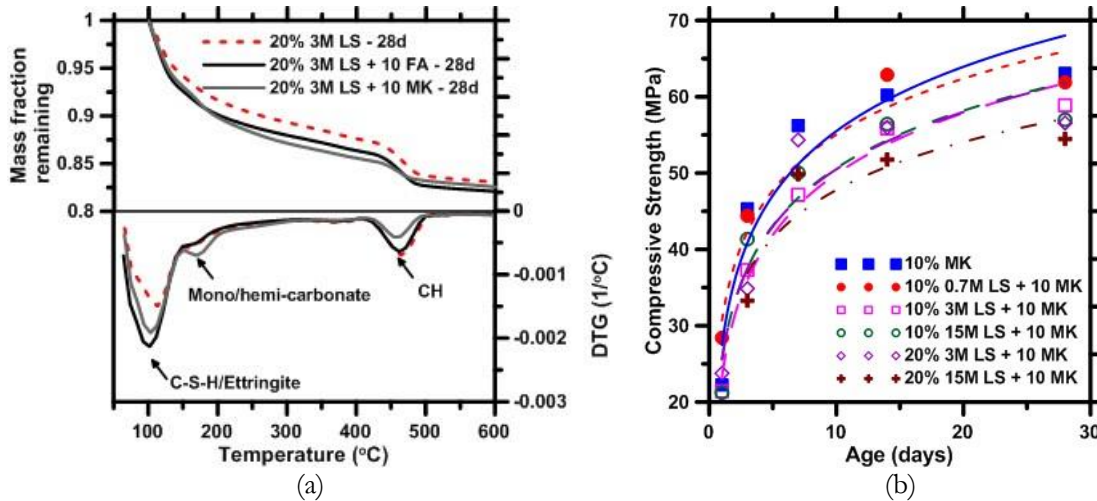 1
0.95
0.9
0.85
0.8
Mass fraction
remaining
20% 3M LS - 28d
20% 3M LS + 10 FA - 28d
20% 3M LS + 10 MK - 28d
0
-0.001
-0.002
-0.003
DTG (1/°C)
Mono/hemi-carbonate
CH
C-S-H/Ettringite
100 200 300 400 500 600
Temperature (°C)
(a)
70
60
50
40
30
20
Compressive Strength (MPa)
10% MK
10% 0.7M LS + 10 MK
10% 3M LS + 10 MK
10% 15M LS + 10 MK
20% 3M LS + 10 MK
20% 15M LS + 10 MK
0 10 20 30
Age (days)
(b)